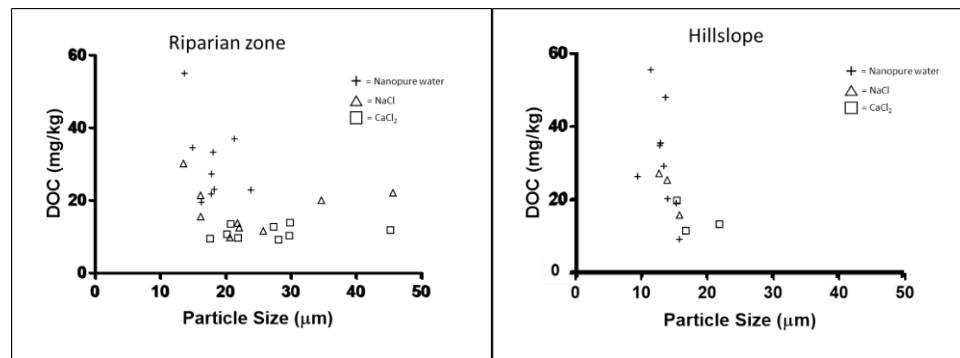 Riparian zone
60
40
20
0
DOC (mg/kg)
+ = Nanopure water
△ = NaCl
□ = CaCl₂
0 10 20 30 40 50
Particle Size (μm)
Hillslope
60
40
20
0
DOC (mg/kg)
+ = Nanopure water
△ = NaCl
□ = CaCl₂
0 10 20 30 40 50
Particle Size (μm)